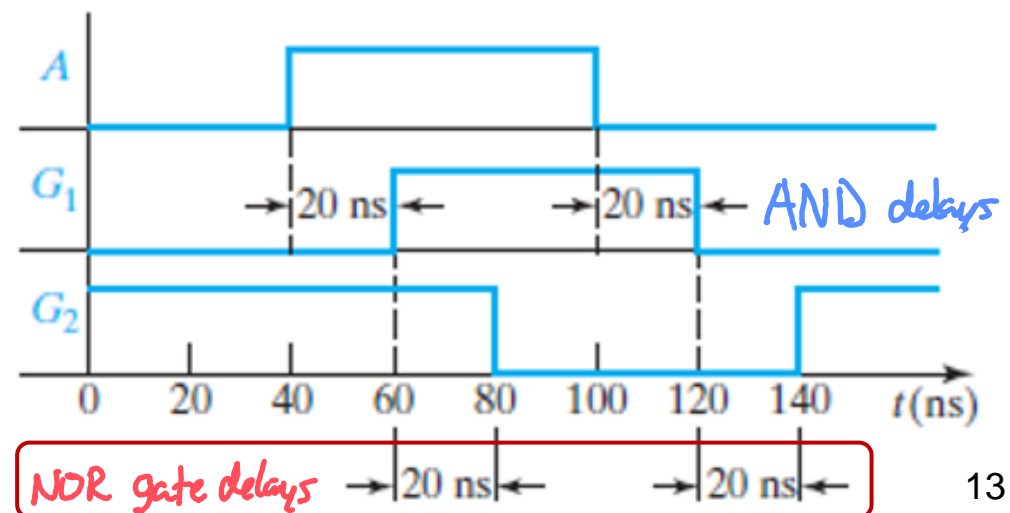 A
G₁ 20 ns 20 ns AND delays
G₂
0 20 40 60 80 100 120 140 t(ns)
NOR gate delays 20 ns 20 ns 13